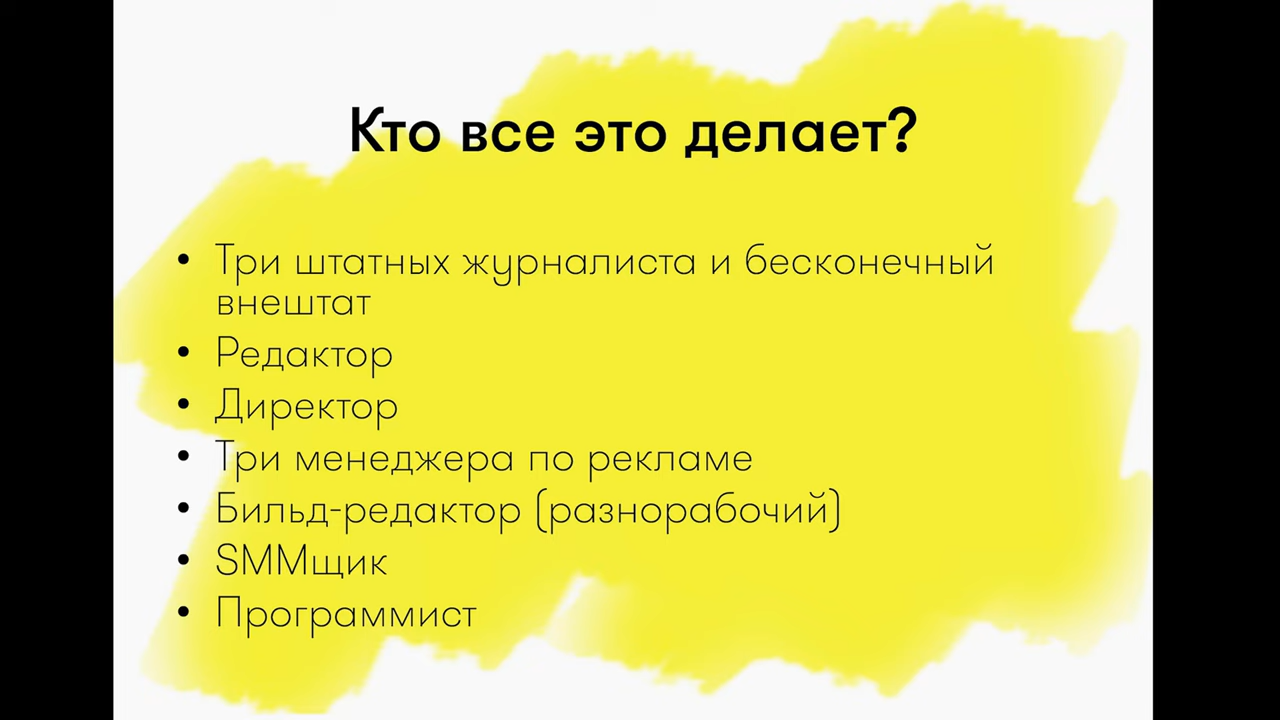 Кто все это делает?
• Три штатных журналиста и бесконечный
внештат
• Редактор
• Директор
• Три менеджера по рекламе
• Бильд-редактор (разнорабочий)
• SMMщик
• Программист